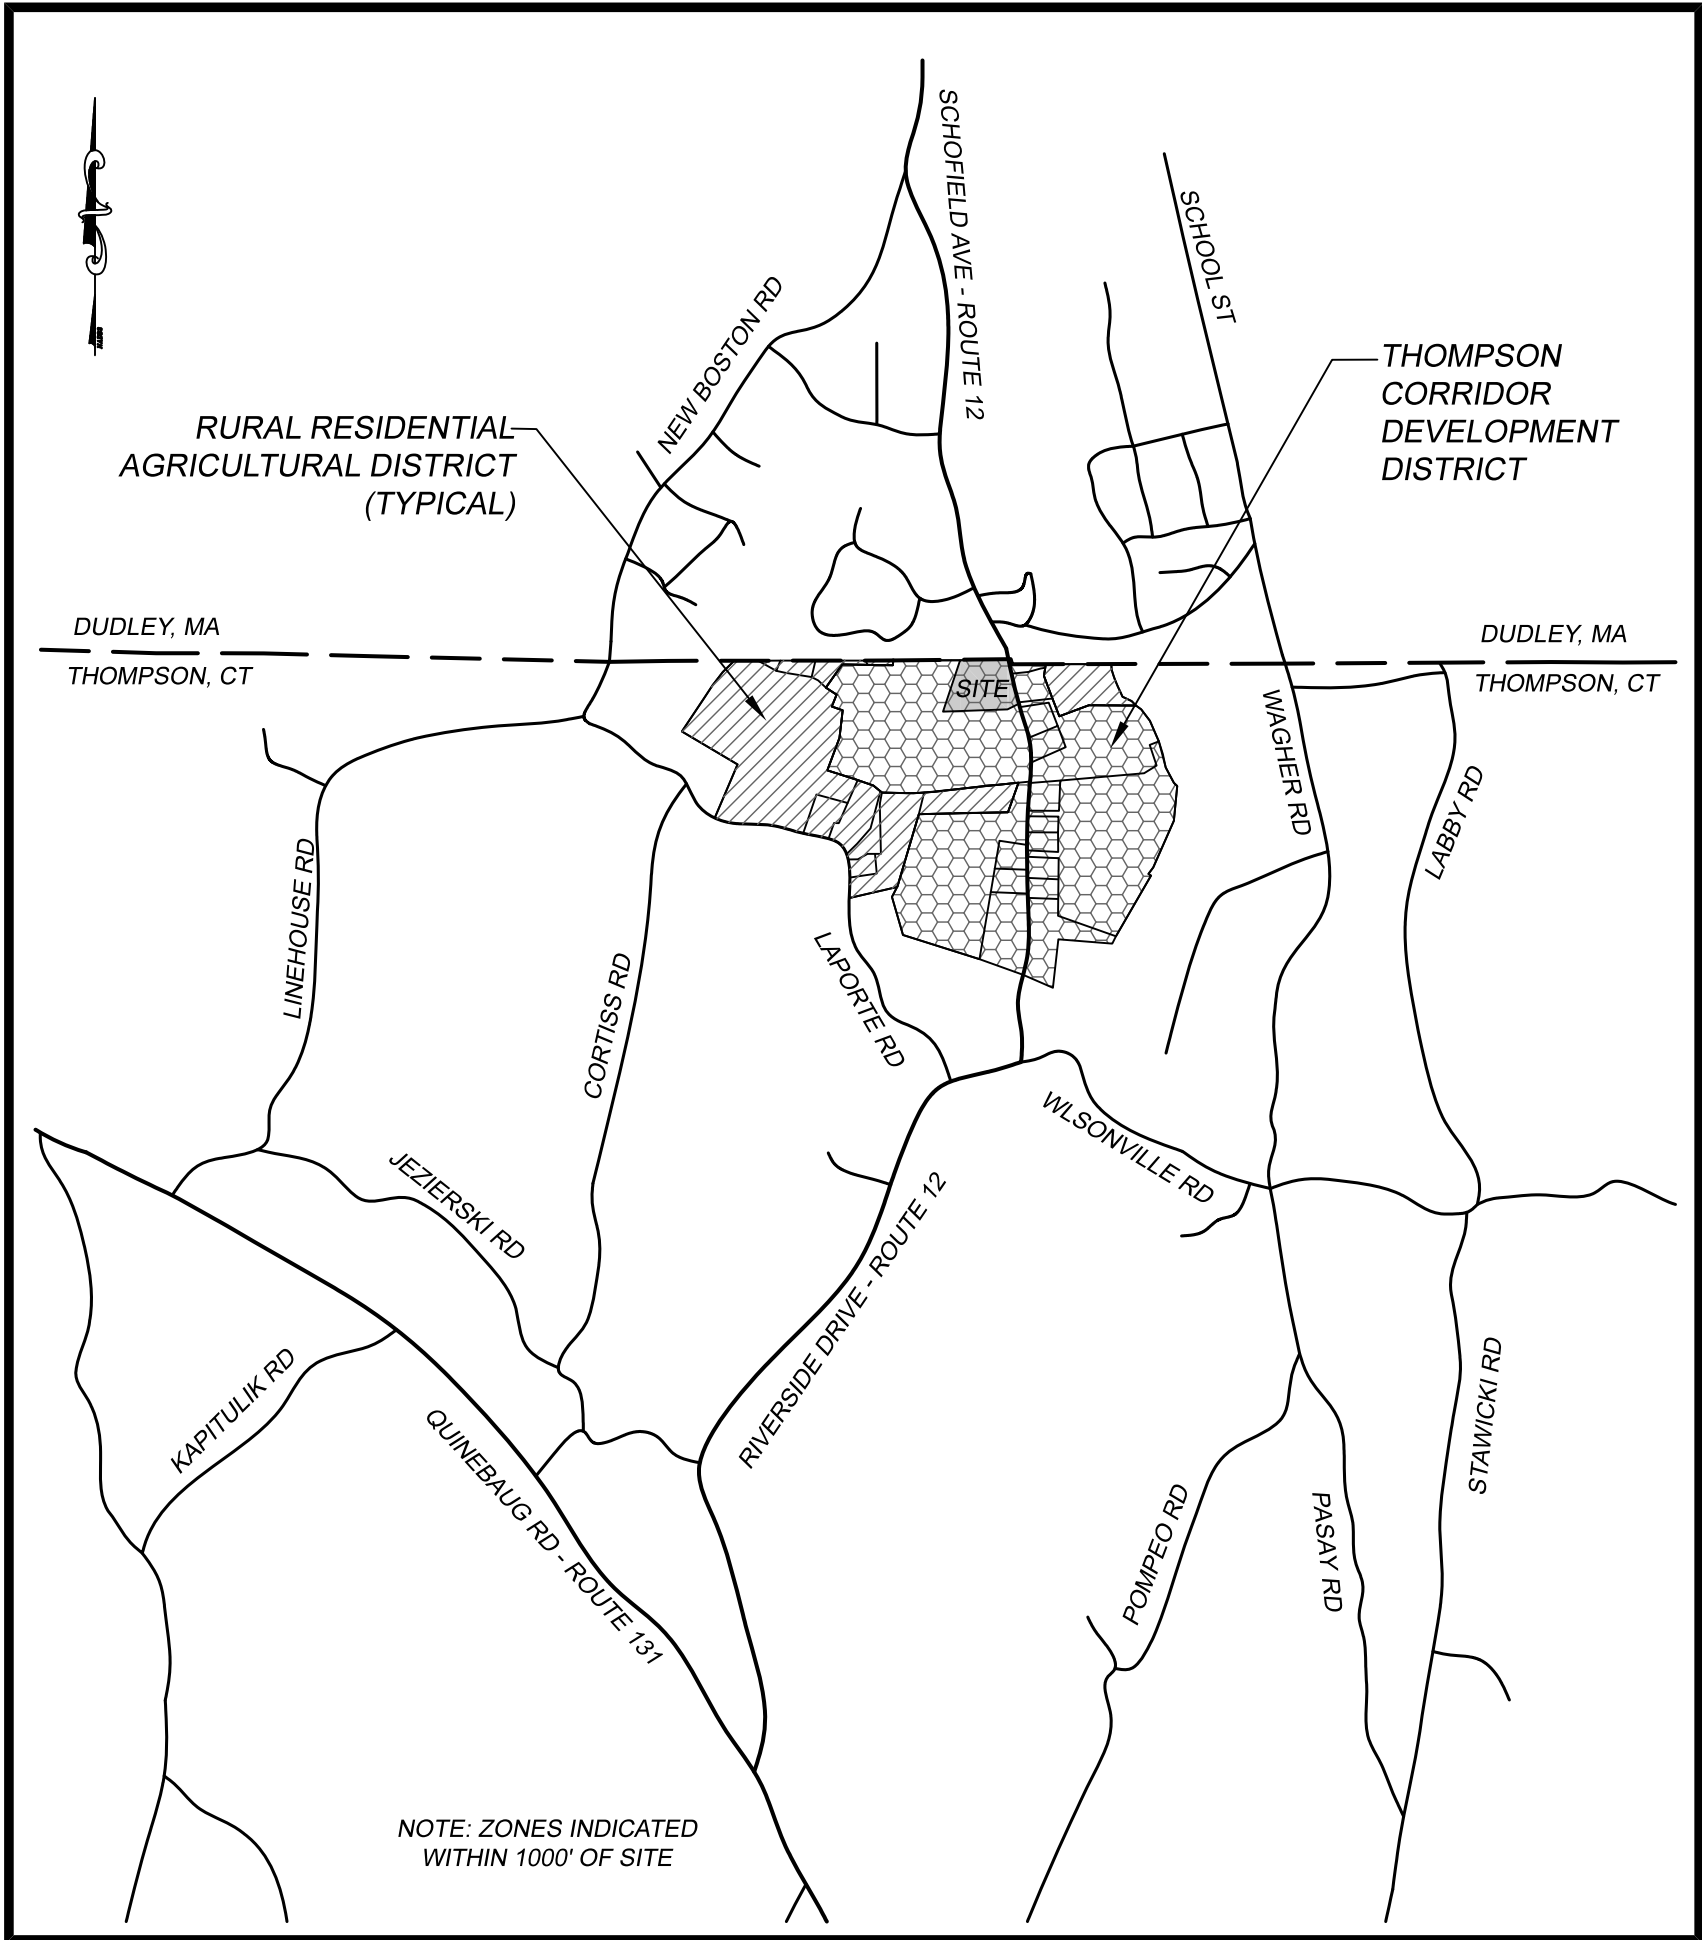 SCHOFIELD AVE - ROUTE 12
SCHOOL ST
NEW BOSTON RD
THOMPSON
CORRIDOR
DEVELOPMENT
DISTRICT
RURAL RESIDENTIAL
AGRICULTURAL DISTRICT
(TYPICAL)
DUDLEY, MA
THOMPSON, CT
DUDLEY, MA
THOMPSON, CT
SITE
WAGHER RD
LABBY RD
LINEHOUSE RD
CORTISS RD
LAPORTE RD
WLSONVILLE RD
JEZIERSKI RD
RIVERSIDE DRIVE - ROUTE 12
KAPITULIK RD
QUINEBAUG RD - ROUTE 131
STAWICKI RD
POMPEO RD
PASAY RD
NOTE: ZONES INDICATED
WITHIN 1000' OF SITE